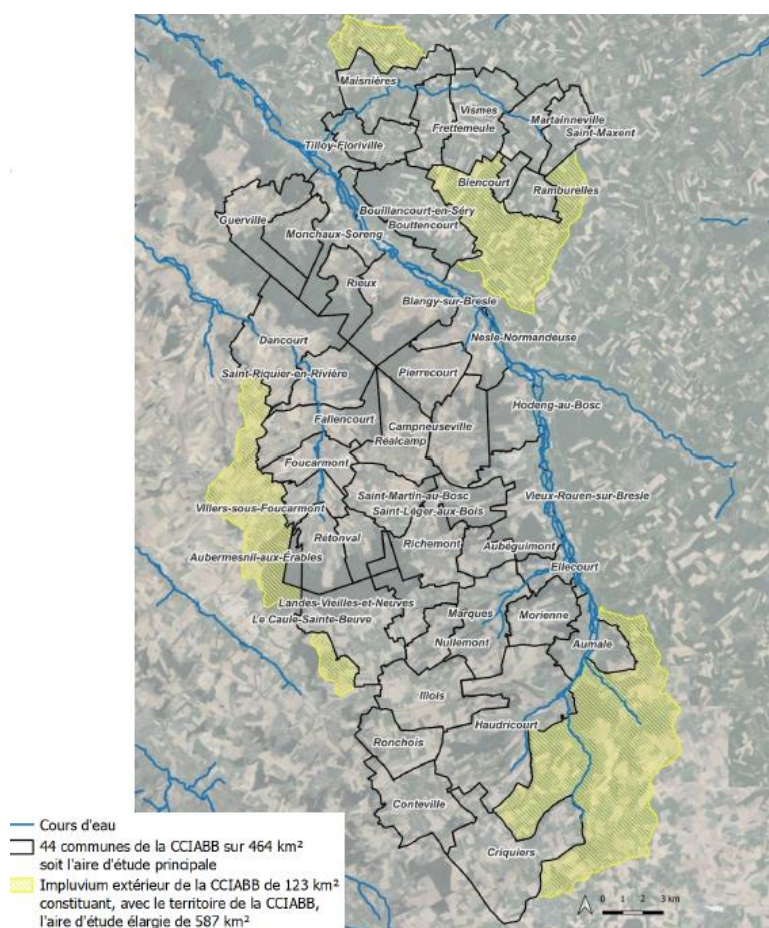 Maisnières
Vismes
Martainneville
Frettemeule
Saint-Maxent
Tilloy-Floriville
Biencourt
Ramburelles
Bouillancourt-en-Séry
Guerville
Bouttencourt
Monchaux-Soreng
Rieux
Blangy-sur-Bresle
Nesle-Normandeuse
Dancourt
Saint-Riquier-en-Rivière
Pierrecourt
Hodeng-au-Bosc
Fallencourt
Campneuseville
Réalcamp
Foucarmont
Saint-Martin-au-Bosc
Vieux-Rouen-sur-Bresle
Villers-sous-Foucarmont
Saint-Léger-aux-Bois
Rétonval
Richemont
Aubéguimont
Aubermesnil-aux-Érables
Ellecourt
Landes-Vieilles-et-Neuves
Marques
Morienne
Le Caule-Sainte-Beuve
Nullemont
Aumale
Illois
Haudricourt
Ronchois
Conteville
Criquiers
Cours d'eau
44 communes de la CCIABB sur 464 km²
soit l'aire d'étude principale
Impluvium extérieur de la CCIABB de 123 km²
constituant, avec le territoire de la CCIABB,
l'aire d'étude élargie de 587 km²
0 1 2 3 km